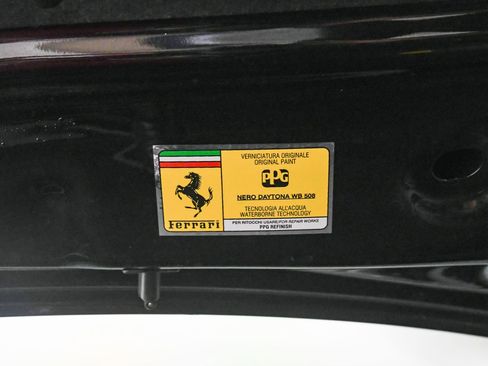 VERNICIATURA ORIGINALE
ORIGINAL PAINT
PPG
NERO DAYTONA WB 508
TECNOLOGIA ALL'ACQUA
WATERBORNE TECHNOLOGY
Ferrari
PER RITOCCHI USARE/FOR REPAIR WORKS
PPG REFINISH